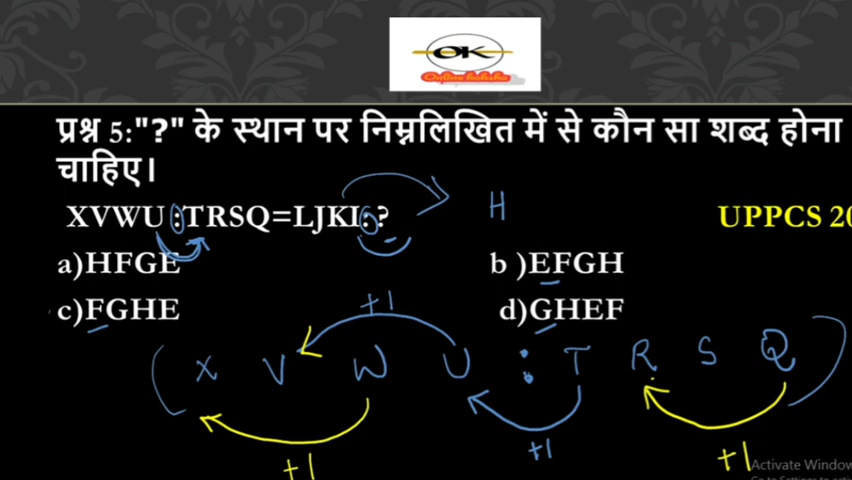 OK
Online kaksha
प्रश्न 5:"?" के स्थान पर निम्नलिखित में से कौन सा शब्द होना
चाहिए।
XVWU :TRSQ=LJKI: ? H UPPCS 20
a)HFGE b )EFGH
c)FGHE d)GHEF
+1
X V W U : T R S Q
+1 +1 +1
Activate Window